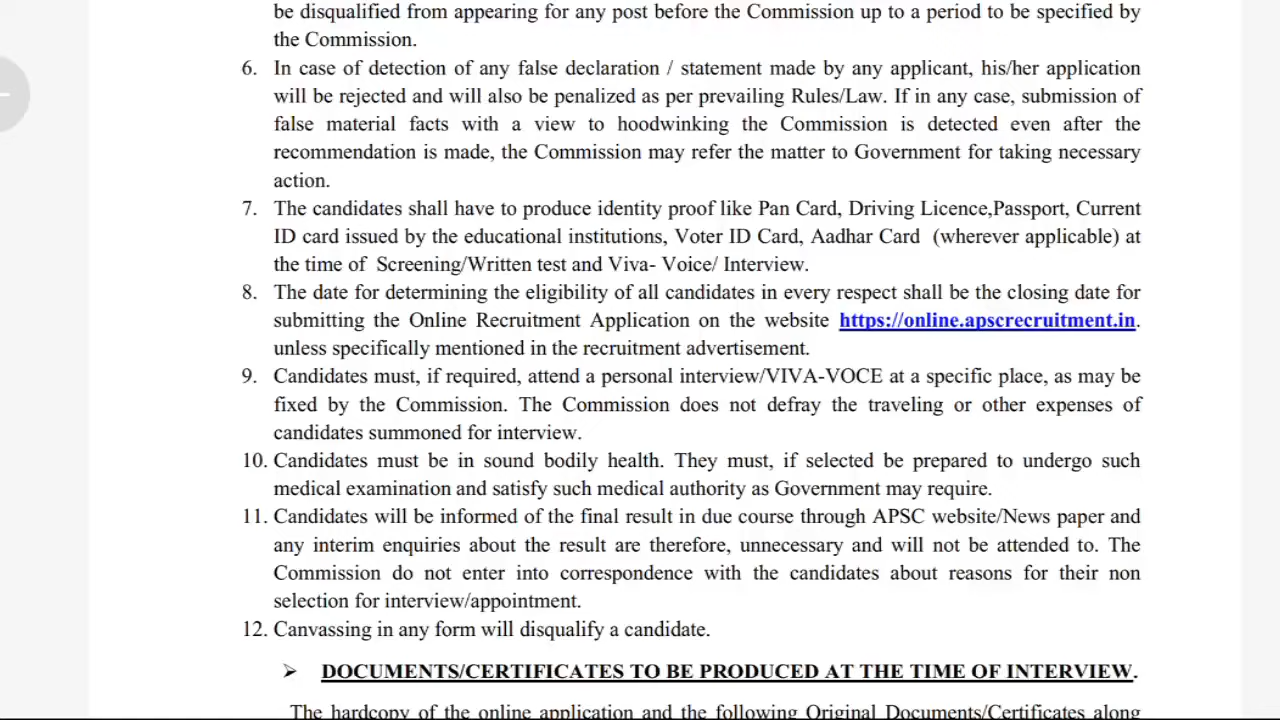 be disqualified from appearing for any post before the Commission up to a period to be specified by
the Commission.
6. In case of detection of any false declaration / statement made by any applicant, his/her application
will be rejected and will also be penalized as per prevailing Rules/Law. If in any case, submission of
false material facts with a view to hoodwinking the Commission is detected even after the
recommendation is made, the Commission may refer the matter to Government for taking necessary
action.
7. The candidates shall have to produce identity proof like Pan Card, Driving Licence,Passport, Current
ID card issued by the educational institutions, Voter ID Card, Aadhar Card (wherever applicable) at
the time of Screening/Written test and Viva- Voice/ Interview.
8. The date for determining the eligibility of all candidates in every respect shall be the closing date for
submitting the Online Recruitment Application on the website https://online.apscrecruitment.in.
unless specifically mentioned in the recruitment advertisement.
9. Candidates must, if required, attend a personal interview/VIVA-VOCE at a specific place, as may be
fixed by the Commission. The Commission does not defray the traveling or other expenses of
candidates summoned for interview.
10. Candidates must be in sound bodily health. They must, if selected be prepared to undergo such
medical examination and satisfy such medical authority as Government may require.
11. Candidates will be informed of the final result in due course through APSC website/News paper and
any interim enquiries about the result are therefore, unnecessary and will not be attended to. The
Commission do not enter into correspondence with the candidates about reasons for their non
selection for interview/appointment.
12. Canvassing in any form will disqualify a candidate.
➢ DOCUMENTS/CERTIFICATES TO BE PRODUCED AT THE TIME OF INTERVIEW.
The hardcopy of the online application and the following Original Documents/Certificates along